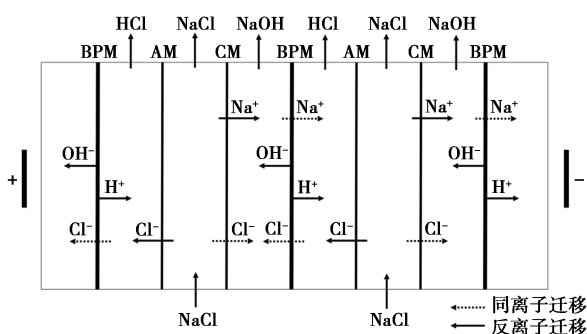 HCl NaCl NaOH HCl NaCl NaOH
BPM AM CM BPM AM CM BPM
Na⁺ Na⁺ Na⁺ Na⁺
OH⁻ OH⁻ OH⁻
+ −
H⁺ H⁺ H⁺
Cl⁻ Cl⁻ Cl⁻ Cl⁻ Cl⁻ Cl⁻
NaCl NaCl
同离子迁移
反离子迁移